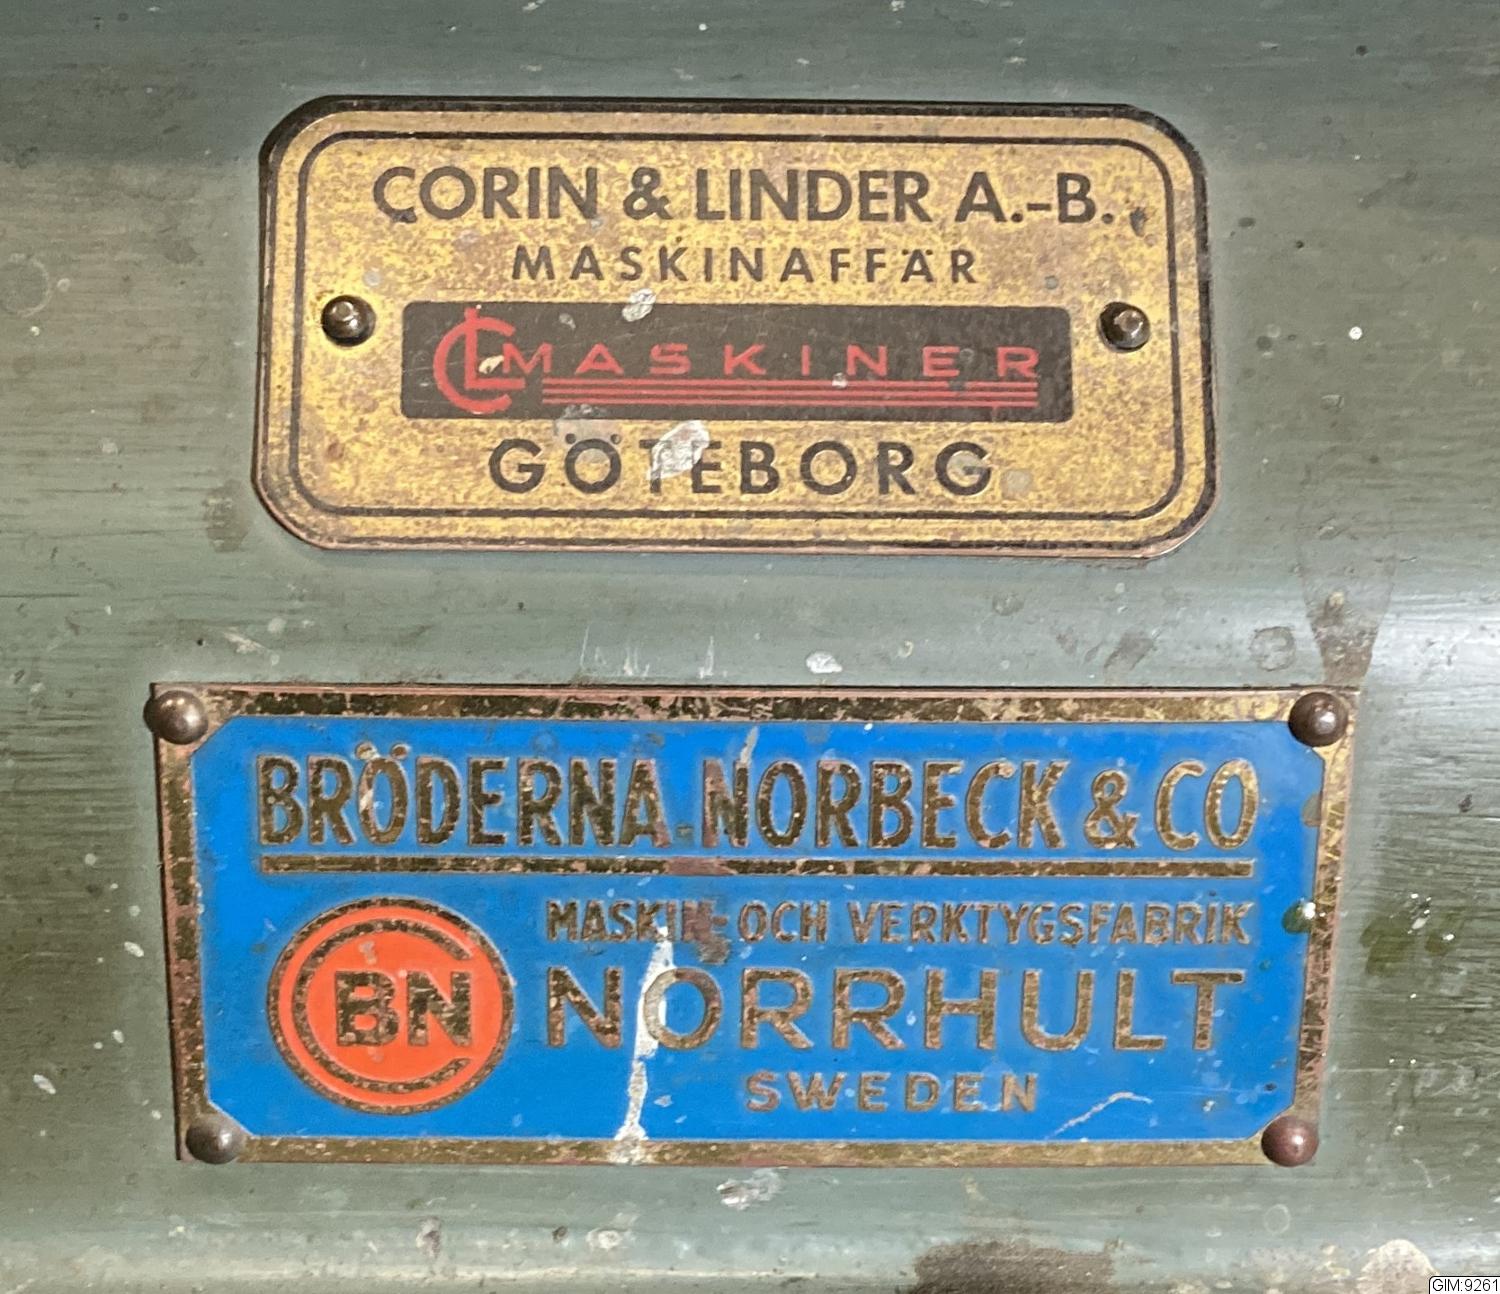 CORIN & LINDER A.-B.
MASKINAFFÄR
CL MASKINER
GÖTEBORG
BRÖDERNA NORBECK & CO
MASKIN- OCH VERKTYGSFABRIK
BN NORRHULT
SWEDEN
GIM:9261